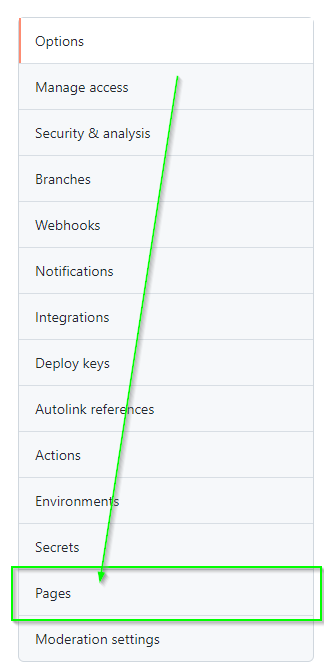 Options
Manage access
Security & analysis
Branches
Webhooks
Notifications
Integrations
Deploy keys
Autolink references
Actions
Environments
Secrets
Pages
Moderation settings